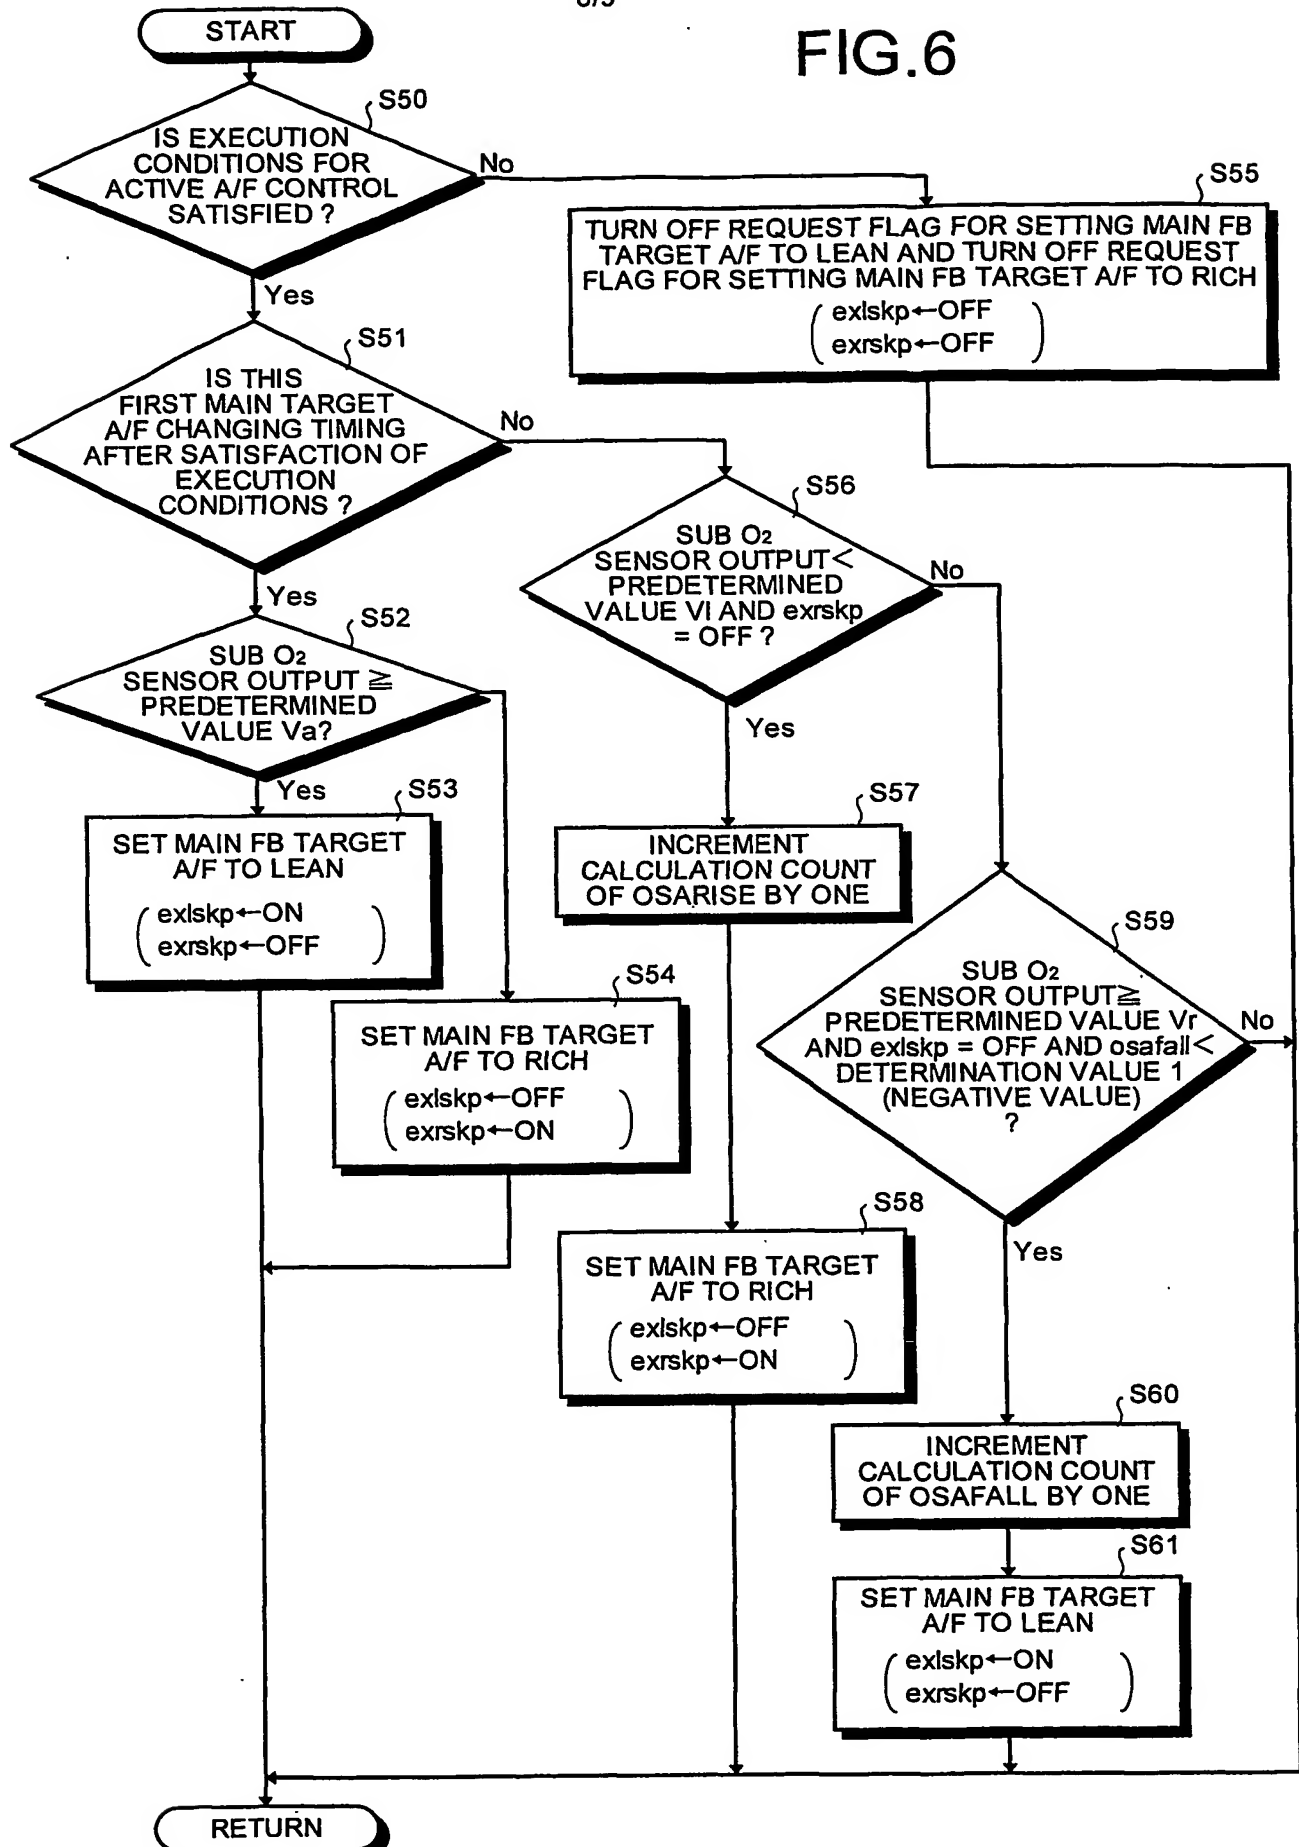 FIG.6
START
S50
IS EXECUTION
CONDITIONS FOR
ACTIVE A/F CONTROL
SATISFIED ?
No
Yes
S55
TURN OFF REQUEST FLAG FOR SETTING MAIN FB
TARGET A/F TO LEAN AND TURN OFF REQUEST
FLAG FOR SETTING MAIN FB TARGET A/F TO RICH
( exlskp←OFF
exrskp←OFF )
S51
IS THIS
FIRST MAIN TARGET
A/F CHANGING TIMING
AFTER SATISFACTION OF
EXECUTION
CONDITIONS ?
No
Yes
S52
SUB O2
SENSOR OUTPUT ≧
PREDETERMINED
VALUE Va?
Yes
S53
SET MAIN FB TARGET
A/F TO LEAN
( exlskp←ON
exrskp←OFF )
S54
SET MAIN FB TARGET
A/F TO RICH
( exlskp←OFF
exrskp←ON )
S56
SUB O2
SENSOR OUTPUT<
PREDETERMINED
VALUE Vl AND exrskp
= OFF ?
No
Yes
S57
INCREMENT
CALCULATION COUNT
OF OSARISE BY ONE
S58
SET MAIN FB TARGET
A/F TO RICH
( exlskp←OFF
exrskp←ON )
S59
SUB O2
SENSOR OUTPUT≧
PREDETERMINED VALUE Vr
AND exlskp = OFF AND osafall<
DETERMINATION VALUE 1
(NEGATIVE VALUE)
?
No
Yes
S60
INCREMENT
CALCULATION COUNT
OF OSAFALL BY ONE
S61
SET MAIN FB TARGET
A/F TO LEAN
( exlskp←ON
exrskp←OFF )
RETURN